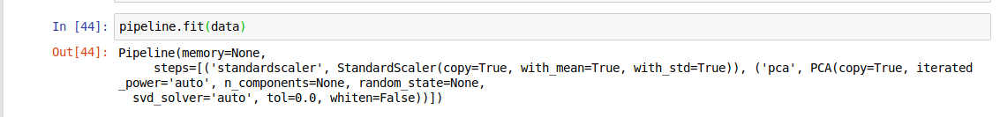 In [44]: pipeline.fit(data)
Out[44]: Pipeline(memory=None,
steps=[('standardscaler', StandardScaler(copy=True, with_mean=True, with_std=True)), ('pca', PCA(copy=True, iterated
_power='auto', n_components=None, random_state=None,
svd_solver='auto', tol=0.0, whiten=False))])